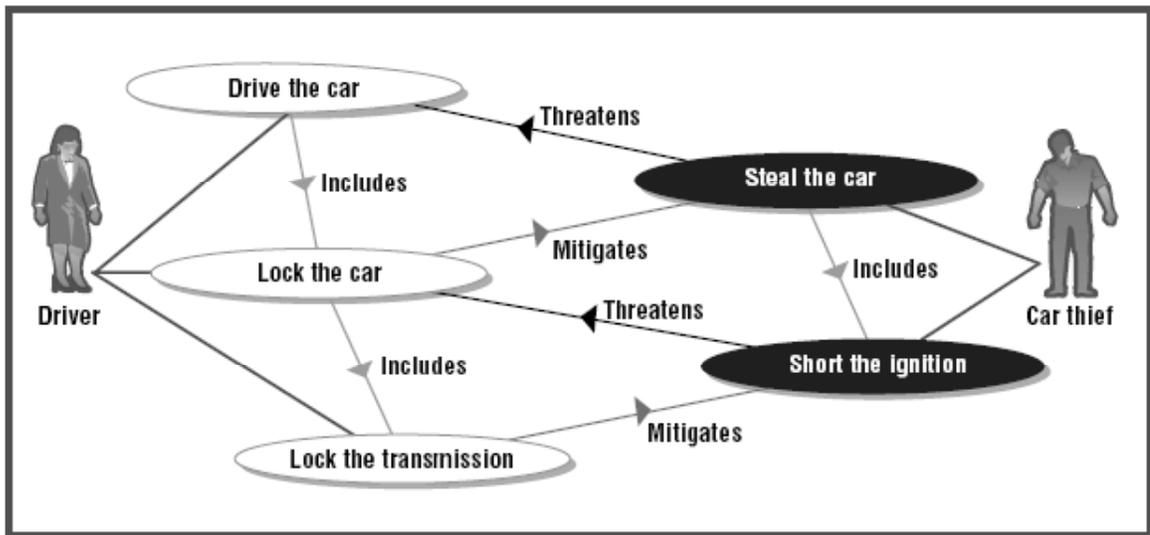 Drive the car
Threatens
Steal the car
Includes
Mitigates
Lock the car
Includes
Driver
Threatens
Car thief
Includes
Short the ignition
Mitigates
Lock the transmission